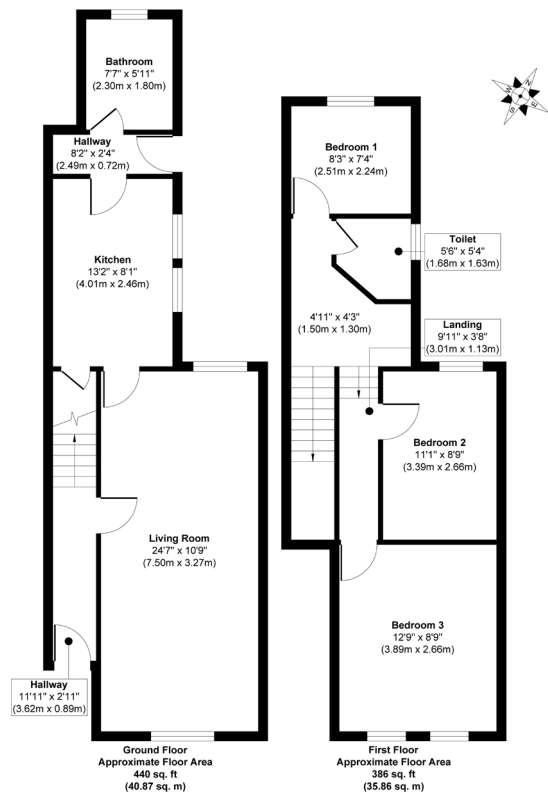 Bathroom
7'7" x 5'11"
(2.30m x 1.80m)
Hallway
8'2" x 2'4"
(2.49m x 0.72m)
Kitchen
13'2" x 8'1"
(4.01m x 2.46m)
Living Room
24'7" x 10'9"
(7.50m x 3.27m)
Hallway
11'11" x 2'11"
(3.62m x 0.89m)
Ground Floor
Approximate Floor Area
440 sq. ft
(40.87 sq. m)
N
E
S
W
Bedroom 1
8'3" x 7'4"
(2.51m x 2.24m)
Toilet
5'6" x 5'4"
(1.68m x 1.63m)
4'11" x 4'3"
(1.50m x 1.30m)
Landing
9'11" x 3'8"
(3.01m x 1.13m)
Bedroom 2
11'1" x 8'9"
(3.39m x 2.66m)
Bedroom 3
12'9" x 8'9"
(3.89m x 2.66m)
First Floor
Approximate Floor Area
386 sq. ft
(35.86 sq. m)